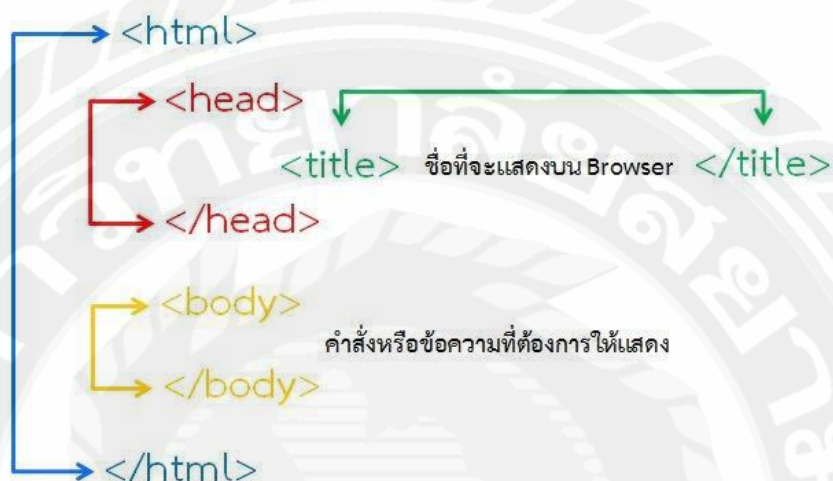 <html>
<head>
<title> ชื่อที่จะแสดงบน Browser </title>
</head>
<body>
คำสั่งหรือข้อความที่ต้องการให้แสดง
</body>
</html>